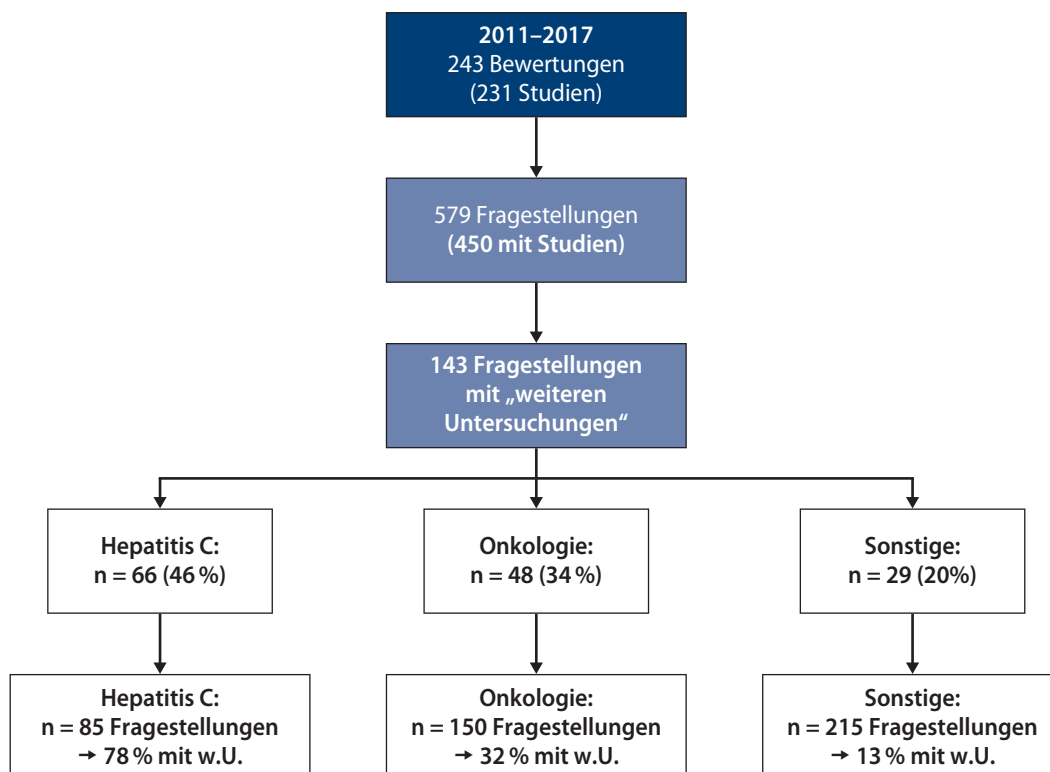 2011–2017
243 Bewertungen
(231 Studien)
579 Fragestellungen
(450 mit Studien)
143 Fragestellungen
mit „weiteren
Untersuchungen“
Hepatitis C:
n = 66 (46 %)
Onkologie:
n = 48 (34 %)
Sonstige:
n = 29 (20%)
Hepatitis C:
n = 85 Fragestellungen
→ 78 % mit w.U.
Onkologie:
n = 150 Fragestellungen
→ 32 % mit w.U.
Sonstige:
n = 215 Fragestellungen
→ 13 % mit w.U.